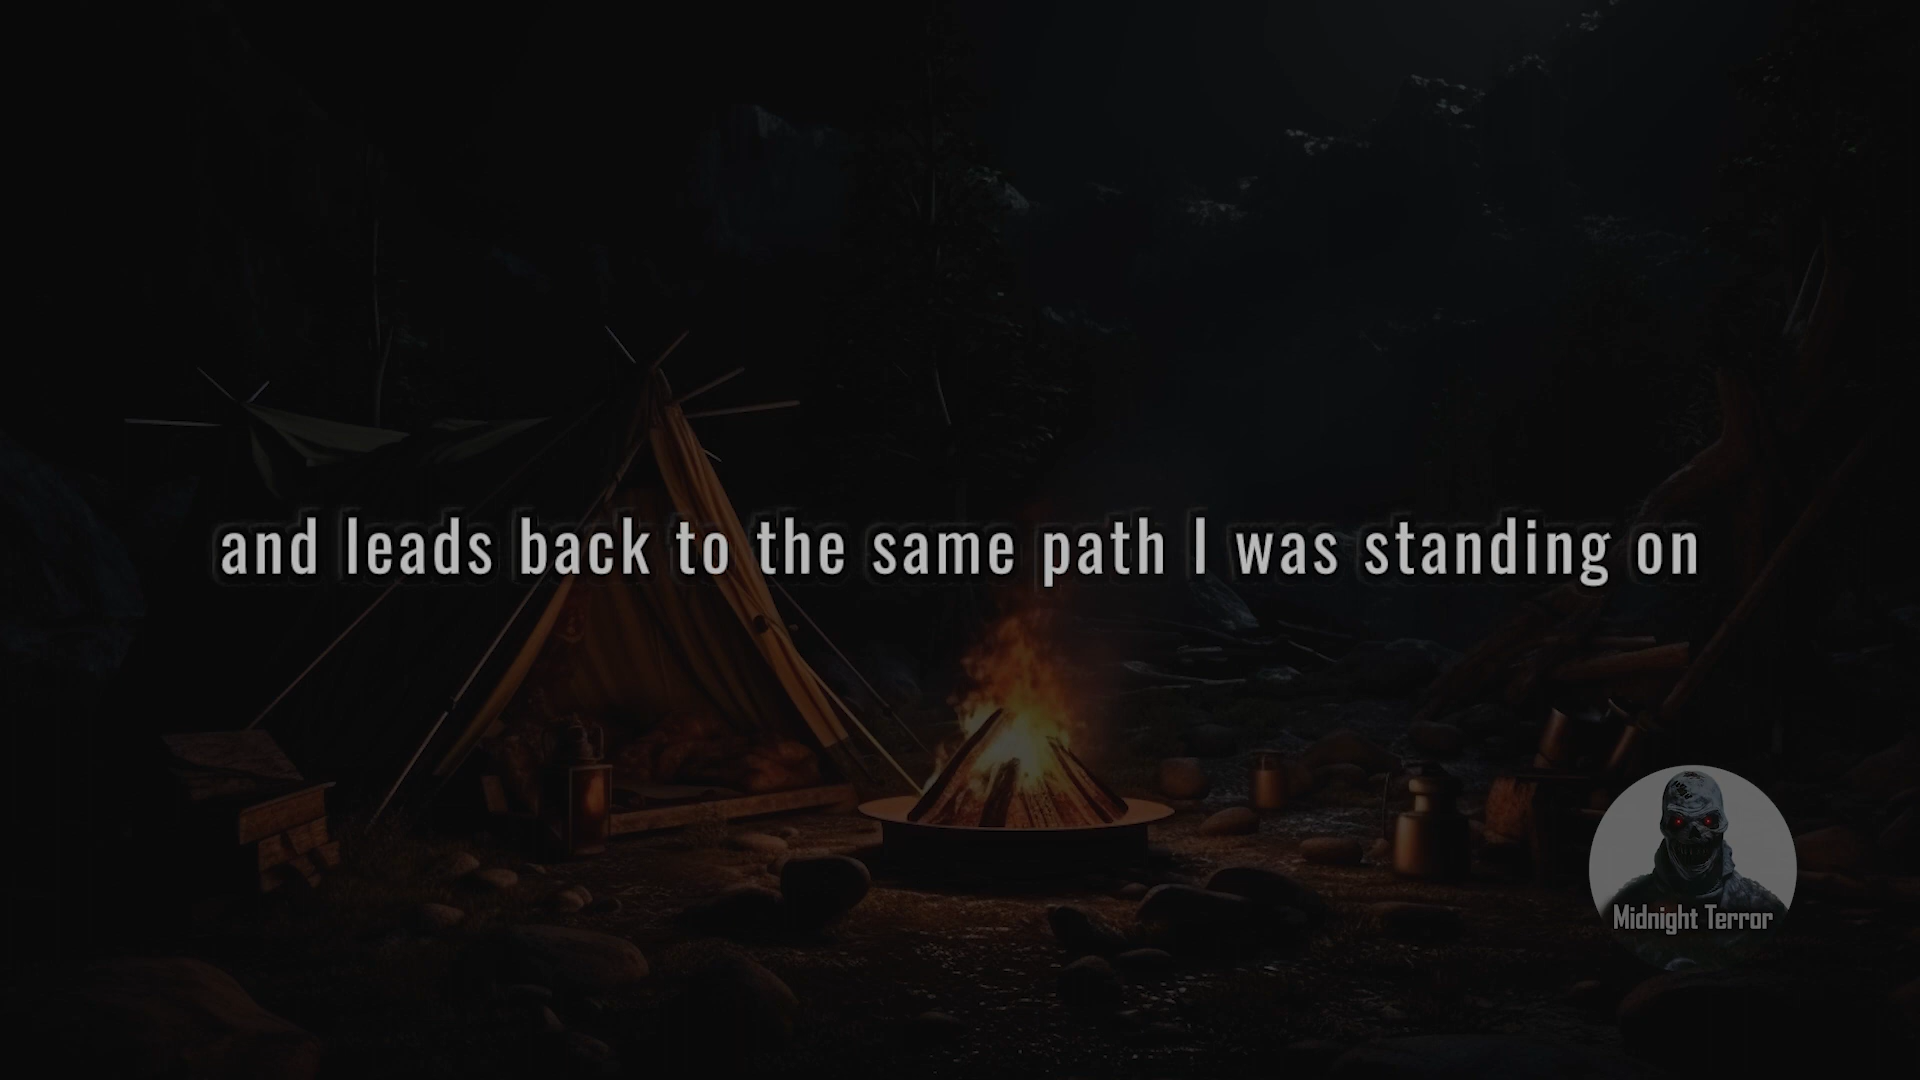 and leads back to the same path I was standing on
Midnight Terror